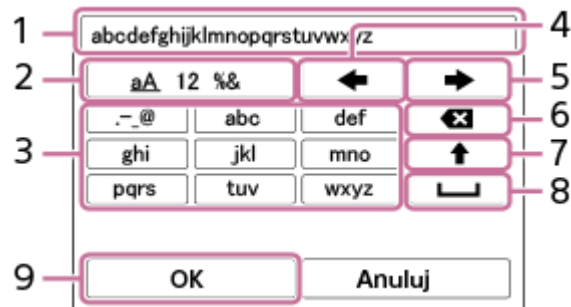 1 abcdefghijklmnopqrstuvwxyz 4
2 aA 12 %& 5
.-_@ abc def 6
3 ghi jkl mno 7
pqrs tuv wxyz 8
9 OK Anuluj